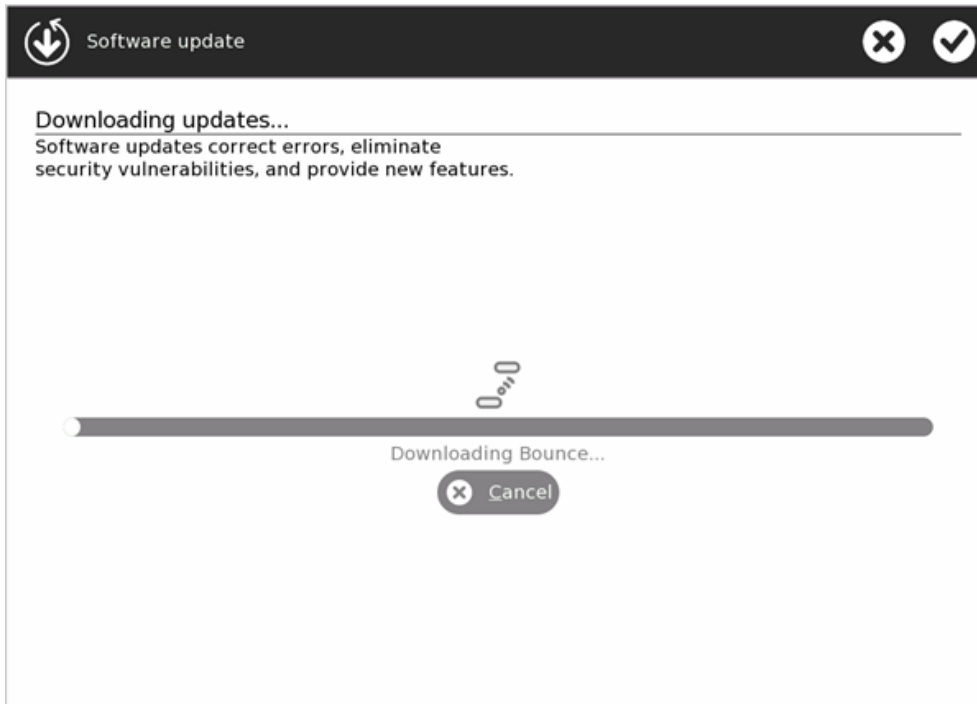 Software update
Downloading updates...
Software updates correct errors, eliminate
security vulnerabilities, and provide new features.
Downloading Bounce...
Cancel